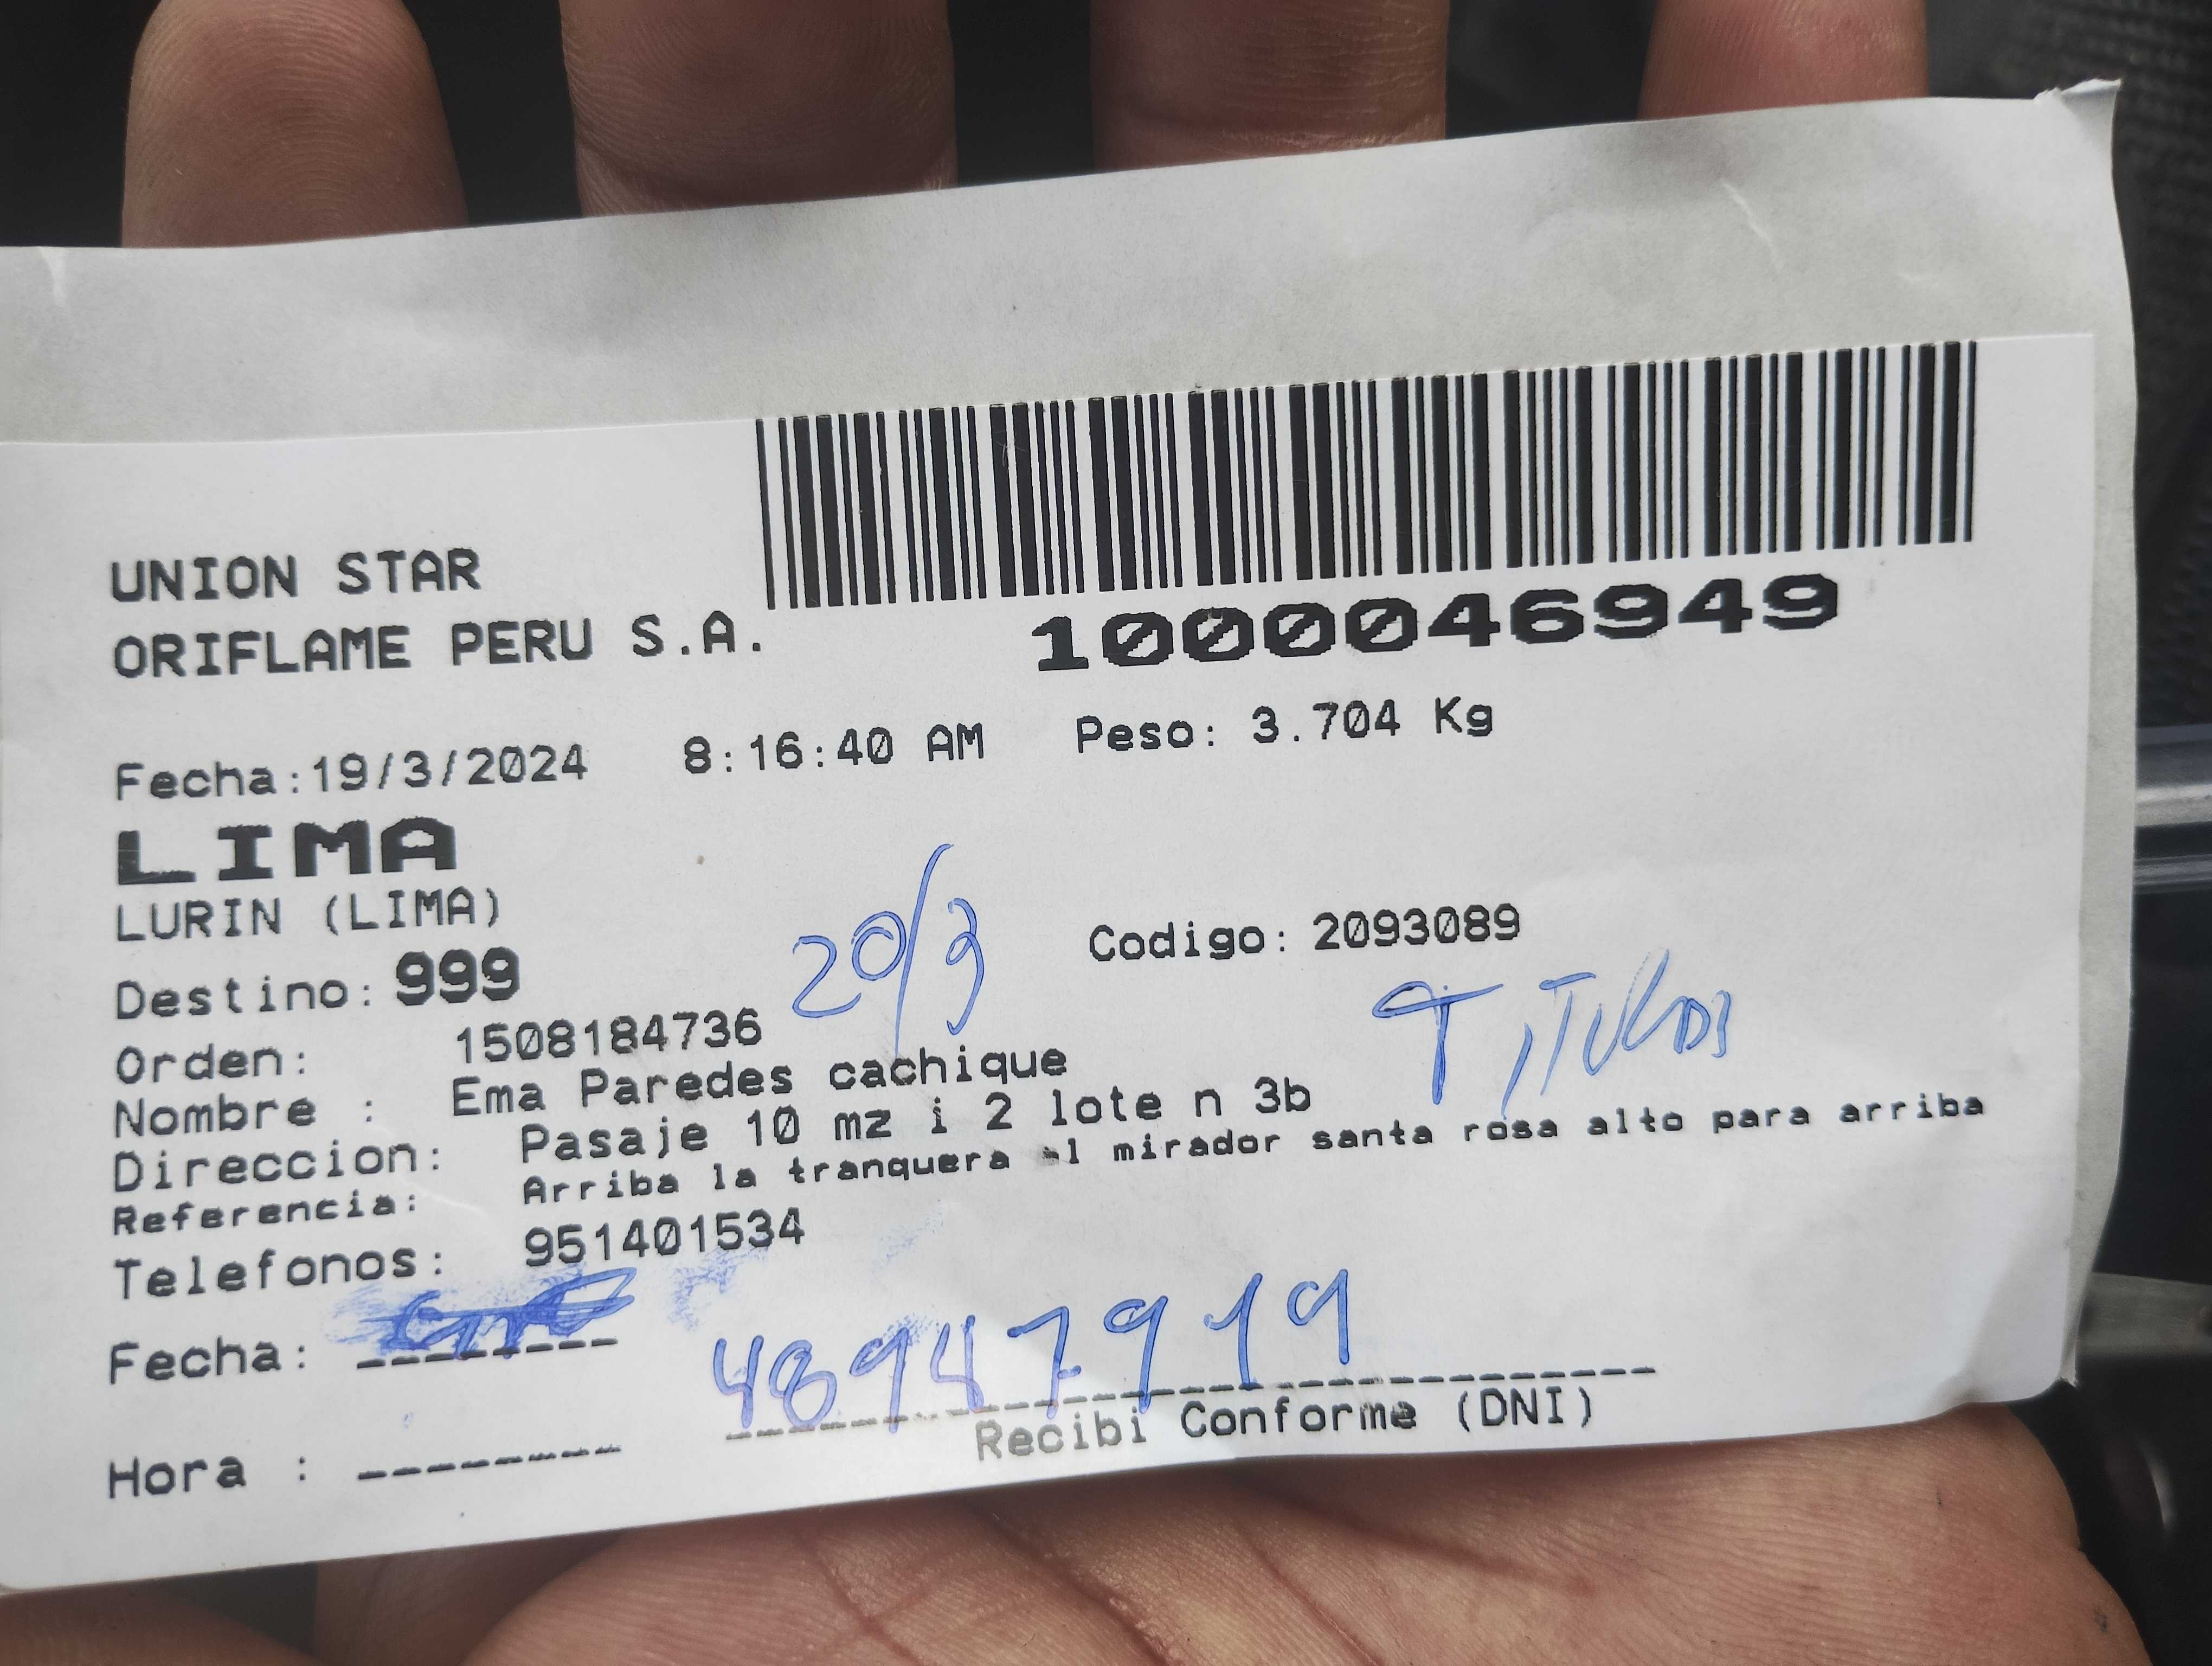 UNION STAR
ORIFLAME PERU S.A.
1000046949
Fecha:19/3/2024 8:16:40 AM Peso: 3.704 Kg
LIMA
LURIN (LIMA)
20/3
Codigo: 2093089
Destino: 999
Orden: 1508184736
Nombre : Ema Paredes cachique
Direccion: Pasaje 10 mz i 2 lote n 3b
Referencia: Arriba la tranquera al mirador santa rosa alto para arriba
Telefonos: 951401534
Fecha:
48947919
Recibi Conforme (DNI)
Hora :